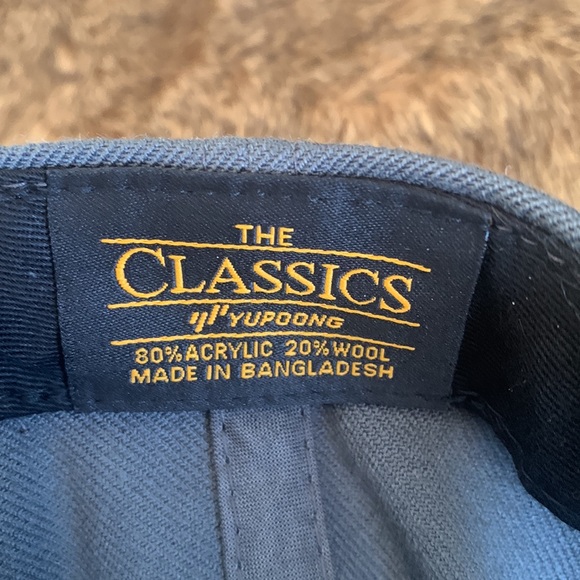 THE
CLASSICS
YUPOONG
80% ACRYLIC 20% WOOL
MADE IN BANGLADESH